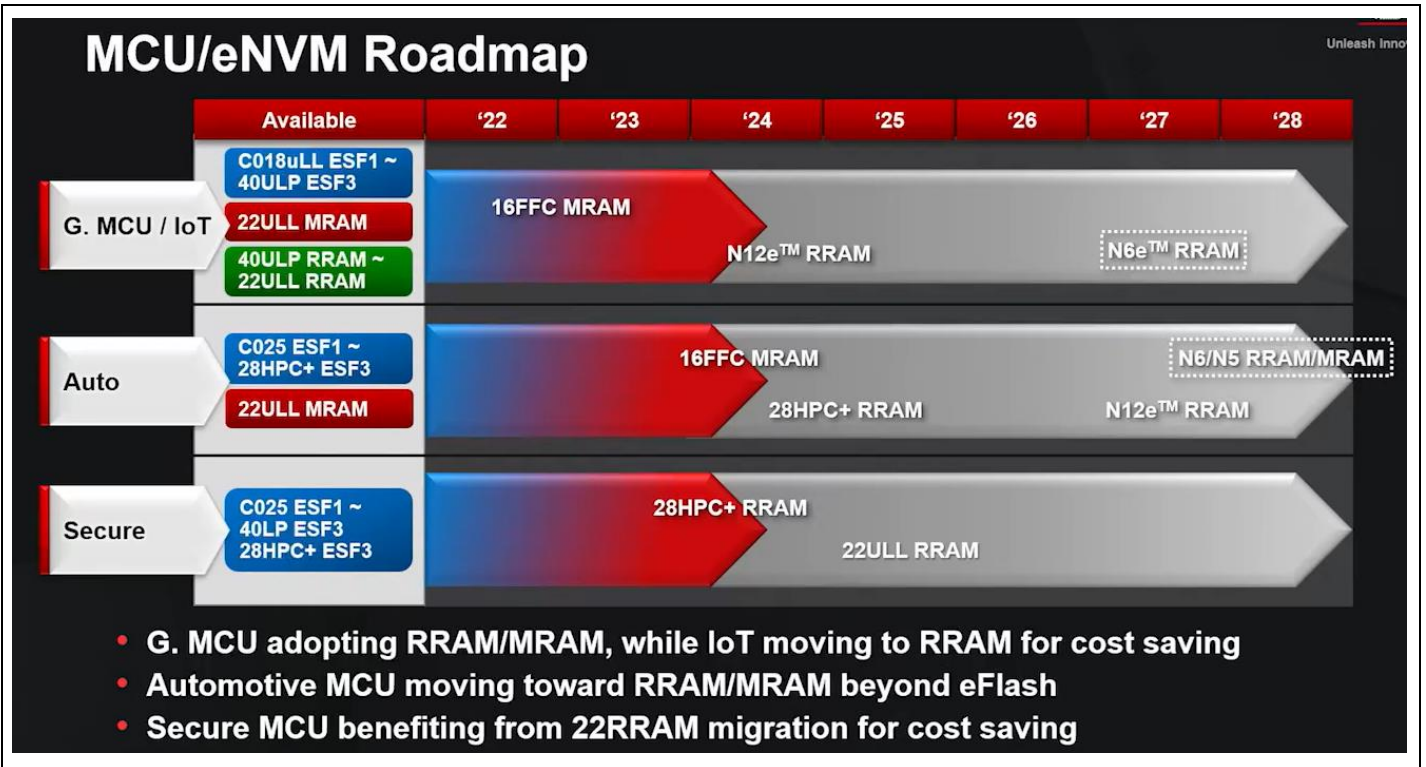 Unleash Inno
MCU/eNVM Roadmap
Available '22 '23 '24 '25 '26 '27 '28
G. MCU / IoT
C018uLL ESF1 ~
40ULP ESF3
22ULL MRAM
40ULP RRAM ~
22ULL RRAM
16FFC MRAM
N12e™ RRAM
N6e™ RRAM
Auto
C025 ESF1 ~
28HPC+ ESF3
22ULL MRAM
16FFC MRAM
28HPC+ RRAM
N6/N5 RRAM/MRAM
N12e™ RRAM
Secure
C025 ESF1 ~
40LP ESF3
28HPC+ ESF3
28HPC+ RRAM
22ULL RRAM
• G. MCU adopting RRAM/MRAM, while IoT moving to RRAM for cost saving
• Automotive MCU moving toward RRAM/MRAM beyond eFlash
• Secure MCU benefiting from 22RRAM migration for cost saving